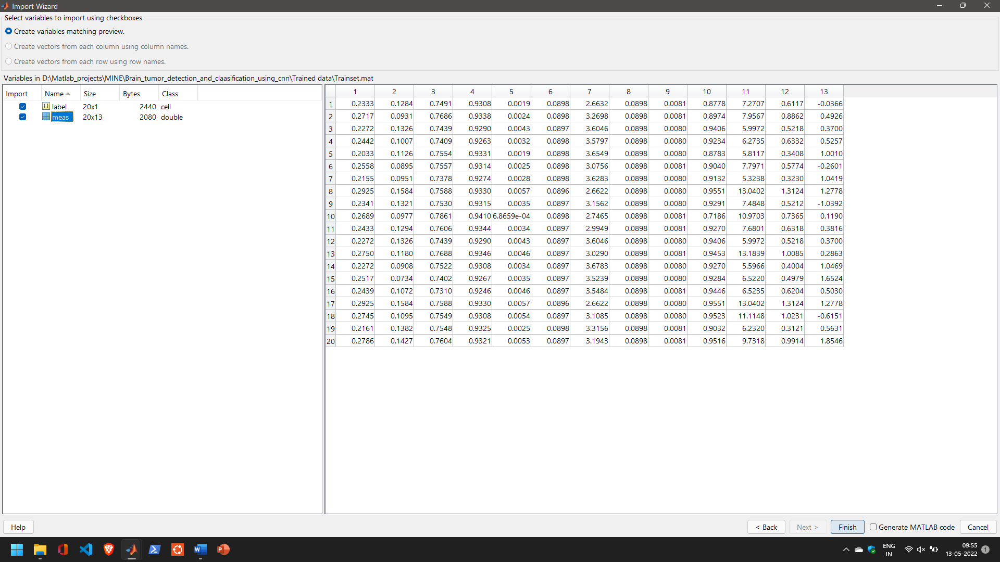 Import Wizard
Select variables to import using checkboxes
Create variables matching preview.
Create vectors from each column using column names.
Create vectors from each row using row names.
Variables in D:\Matlab_projects\MINE\Brain_tumor_detection_and_claasification_using_cnn\Trained data\Trainset.mat
Import Name Size Bytes Class
label 20x1 2440 cell
meas 20x13 2080 double
1 2 3 4 5 6 7 8 9 10 11 12 13
1 0.2333 0.1284 0.7491 0.9308 0.0019 0.0898 2.6632 0.0898 0.0081 0.8778 7.2707 0.6117 -0.0366
2 0.2717 0.0931 0.7686 0.9338 0.0024 0.0898 3.2698 0.0898 0.0081 0.8974 7.9567 0.8862 0.4926
3 0.2272 0.1326 0.7439 0.9290 0.0043 0.0897 3.6046 0.0898 0.0080 0.9406 5.9972 0.5218 0.3700
4 0.2442 0.1007 0.7409 0.9263 0.0032 0.0898 3.5797 0.0898 0.0080 0.9234 6.2735 0.6332 0.5257
5 0.2033 0.1126 0.7554 0.9331 0.0019 0.0898 3.6549 0.0898 0.0080 0.8783 5.8117 0.3408 1.0010
6 0.2558 0.0895 0.7557 0.9314 0.0025 0.0898 3.0756 0.0898 0.0081 0.9040 7.7971 0.5774 -0.2601
7 0.2155 0.0951 0.7378 0.9274 0.0028 0.0898 3.6283 0.0898 0.0080 0.9132 5.3238 0.3230 1.0419
8 0.2925 0.1584 0.7588 0.9330 0.0057 0.0896 2.6622 0.0898 0.0080 0.9551 13.0402 1.3124 1.2778
9 0.2341 0.1321 0.7530 0.9315 0.0035 0.0897 3.1562 0.0898 0.0080 0.9291 7.4848 0.5212 -1.0392
10 0.2689 0.0977 0.7861 0.9410 6.8659e-04 0.0898 2.7465 0.0898 0.0081 0.7186 10.9703 0.7365 0.1190
11 0.2433 0.1294 0.7606 0.9344 0.0034 0.0897 2.9949 0.0898 0.0081 0.9270 7.6801 0.6318 0.3816
12 0.2272 0.1326 0.7439 0.9290 0.0043 0.0897 3.6046 0.0898 0.0080 0.9406 5.9972 0.5218 0.3700
13 0.2750 0.1180 0.7688 0.9346 0.0046 0.0897 3.0290 0.0898 0.0081 0.9453 13.1839 1.0085 0.2863
14 0.2272 0.0908 0.7522 0.9308 0.0034 0.0897 3.6783 0.0898 0.0080 0.9270 5.5966 0.4004 1.0469
15 0.2517 0.0734 0.7402 0.9267 0.0035 0.0897 3.5239 0.0898 0.0080 0.9284 6.5220 0.4979 1.6524
16 0.2439 0.1072 0.7310 0.9246 0.0046 0.0897 3.5484 0.0898 0.0081 0.9446 6.5235 0.6204 0.5030
17 0.2925 0.1584 0.7588 0.9330 0.0057 0.0896 2.6622 0.0898 0.0080 0.9551 13.0402 1.3124 1.2778
18 0.2745 0.1095 0.7549 0.9308 0.0054 0.0897 3.1085 0.0898 0.0080 0.9523 11.1148 1.0231 -0.6151
19 0.2161 0.1382 0.7548 0.9325 0.0025 0.0898 3.3156 0.0898 0.0081 0.9032 6.2320 0.3121 0.5631
20 0.2786 0.1427 0.7604 0.9321 0.0053 0.0897 3.1943 0.0898 0.0081 0.9516 9.7318 0.9914 1.8546
Help < Back Next > Finish Generate MATLAB code Cancel
ENG 09:55
IN 13-05-2022 1